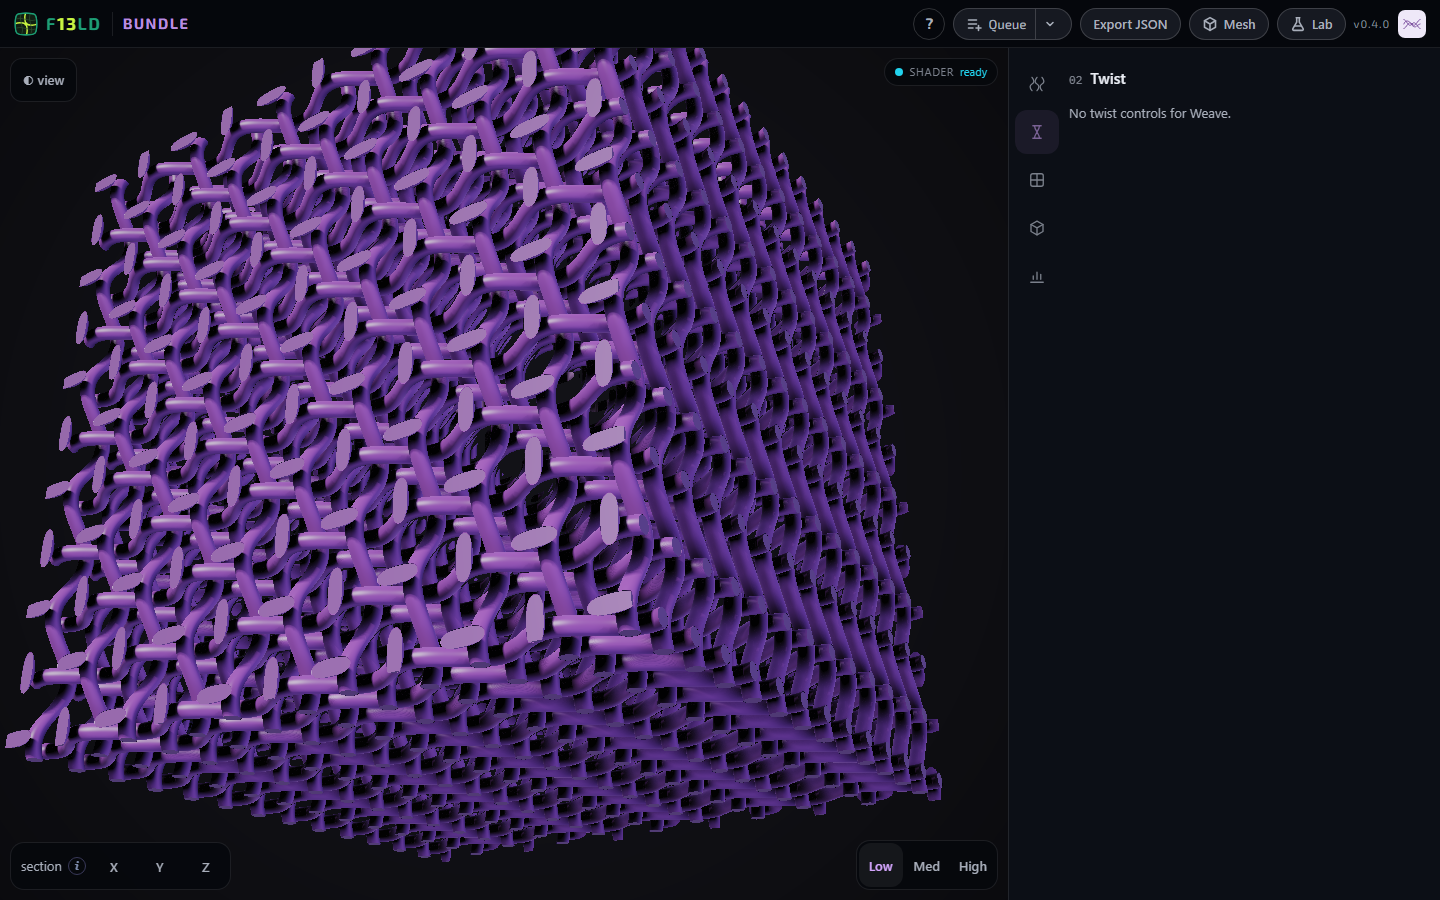 F13LD BUNDLE
? Queue Export JSON Mesh Lab v0.4.0
view
SHADER ready
02 Twist
No twist controls for Weave.
section i X Y Z
Low Med High